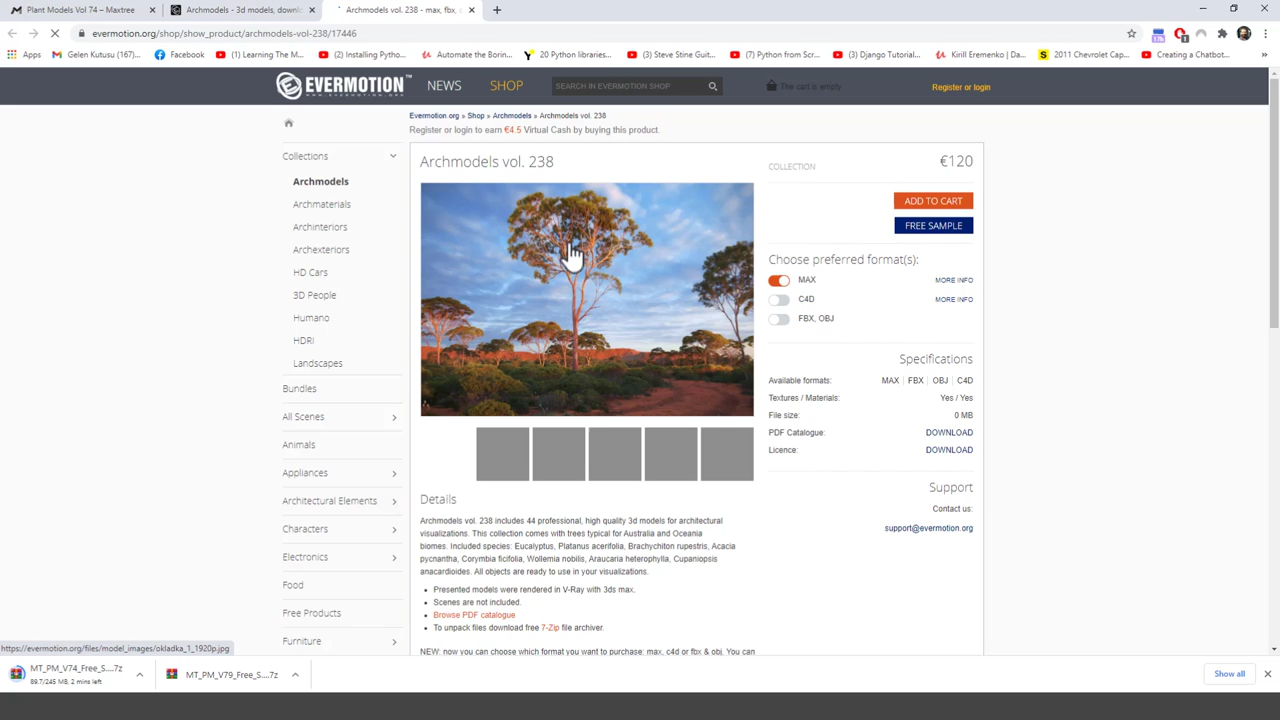 Plant Models Vol 74 – Maxtree
Archmodels - 3d models, downl
Archmodels vol. 238 - max, fbx, c
evermotion.org/shop/show_product/archmodels-vol-238/17446
Apps
Gelen Kutusu (167)...
Facebook
(1) Learning The M...
(2) Installing Pytho...
Automate the Borin...
20 Python libraries...
(3) Steve Stine Guit...
(7) Python from Scr...
(3) Django Tutorial...
Kirill Eremenko | Da...
2011 Chevrolet Cap...
Creating a Chatbot...
EVERMOTION
NEWS
SHOP
SEARCH IN EVERMOTION SHOP
The cart is empty
Register or login
Evermotion.org » Shop » Archmodels » Archmodels vol. 238
Register or login to earn €4.5 Virtual Cash by buying this product.
Collections
Archmodels
Archmaterials
Archinteriors
Archexteriors
HD Cars
3D People
Humano
HDRI
Landscapes
Bundles
All Scenes
Animals
Appliances
Architectural Elements
Characters
Electronics
Food
Free Products
Furniture
Archmodels vol. 238
COLLECTION
€120
ADD TO CART
FREE SAMPLE
Choose preferred format(s):
MAX
MORE INFO
C4D
MORE INFO
FBX, OBJ
Specifications
Available formats: MAX | FBX | OBJ | C4D
Textures / Materials: Yes / Yes
File size: 0 MB
PDF Catalogue: DOWNLOAD
Licence: DOWNLOAD
Support
Contact us:
support@evermotion.org
Details
Archmodels vol. 238 includes 44 professional, high quality 3d models for architectural
visualizations. This collection comes with trees typical for Australia and Oceania
biomes. Included species: Eucalyptus, Platanus acerifolia, Brachychiton rupestris, Acacia
pycnantha, Corymbia ficifolia, Wollemia nobilis, Araucaria heterophylla, Cupaniopsis
anacardioides. All objects are ready to use in your visualizations.
Presented models were rendered in V-Ray with 3ds max.
Scenes are not included.
Browse PDF catalogue
To unpack files download free 7-Zip file archiver.
NEW: now you can choose which format you want to purchase: max, c4d or fbx & obj. You can
https://evermotion.org/files/model_images/okladka_1_1920p.jpg
MT_PM_V74_Free_S....7z
89.7/245 MB, 2 mins left
MT_PM_V79_Free_S....7z
Show all